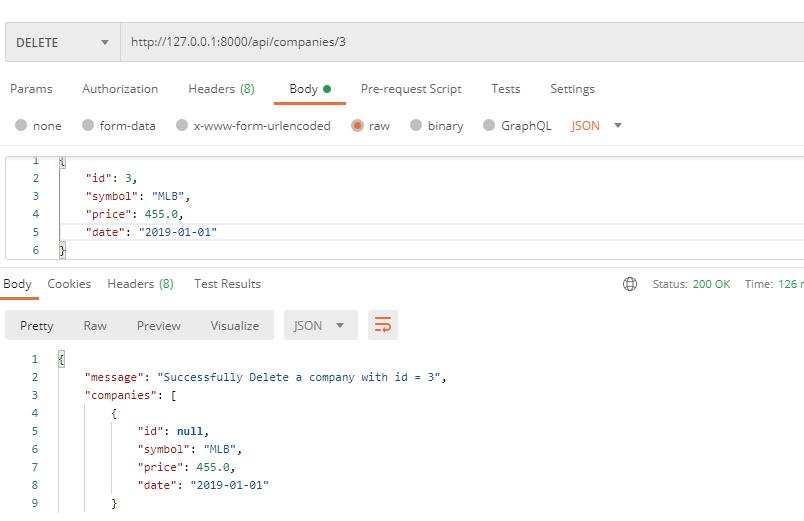 DELETE http://127.0.0.1:8000/api/companies/3
Params Authorization Headers (8) Body Pre-request Script Tests Settings
none form-data x-www-form-urlencoded raw binary GraphQL JSON
1 {
2 "id": 3,
3 "symbol": "MLB",
4 "price": 455.0,
5 "date": "2019-01-01"
6 }
Body Cookies Headers (8) Test Results Status: 200 OK Time: 126 m
Pretty Raw Preview Visualize JSON
1 {
2 "message": "Successfully Delete a company with id = 3",
3 "companies": [
4 {
5 "id": null,
6 "symbol": "MLB",
7 "price": 455.0,
8 "date": "2019-01-01"
9 }